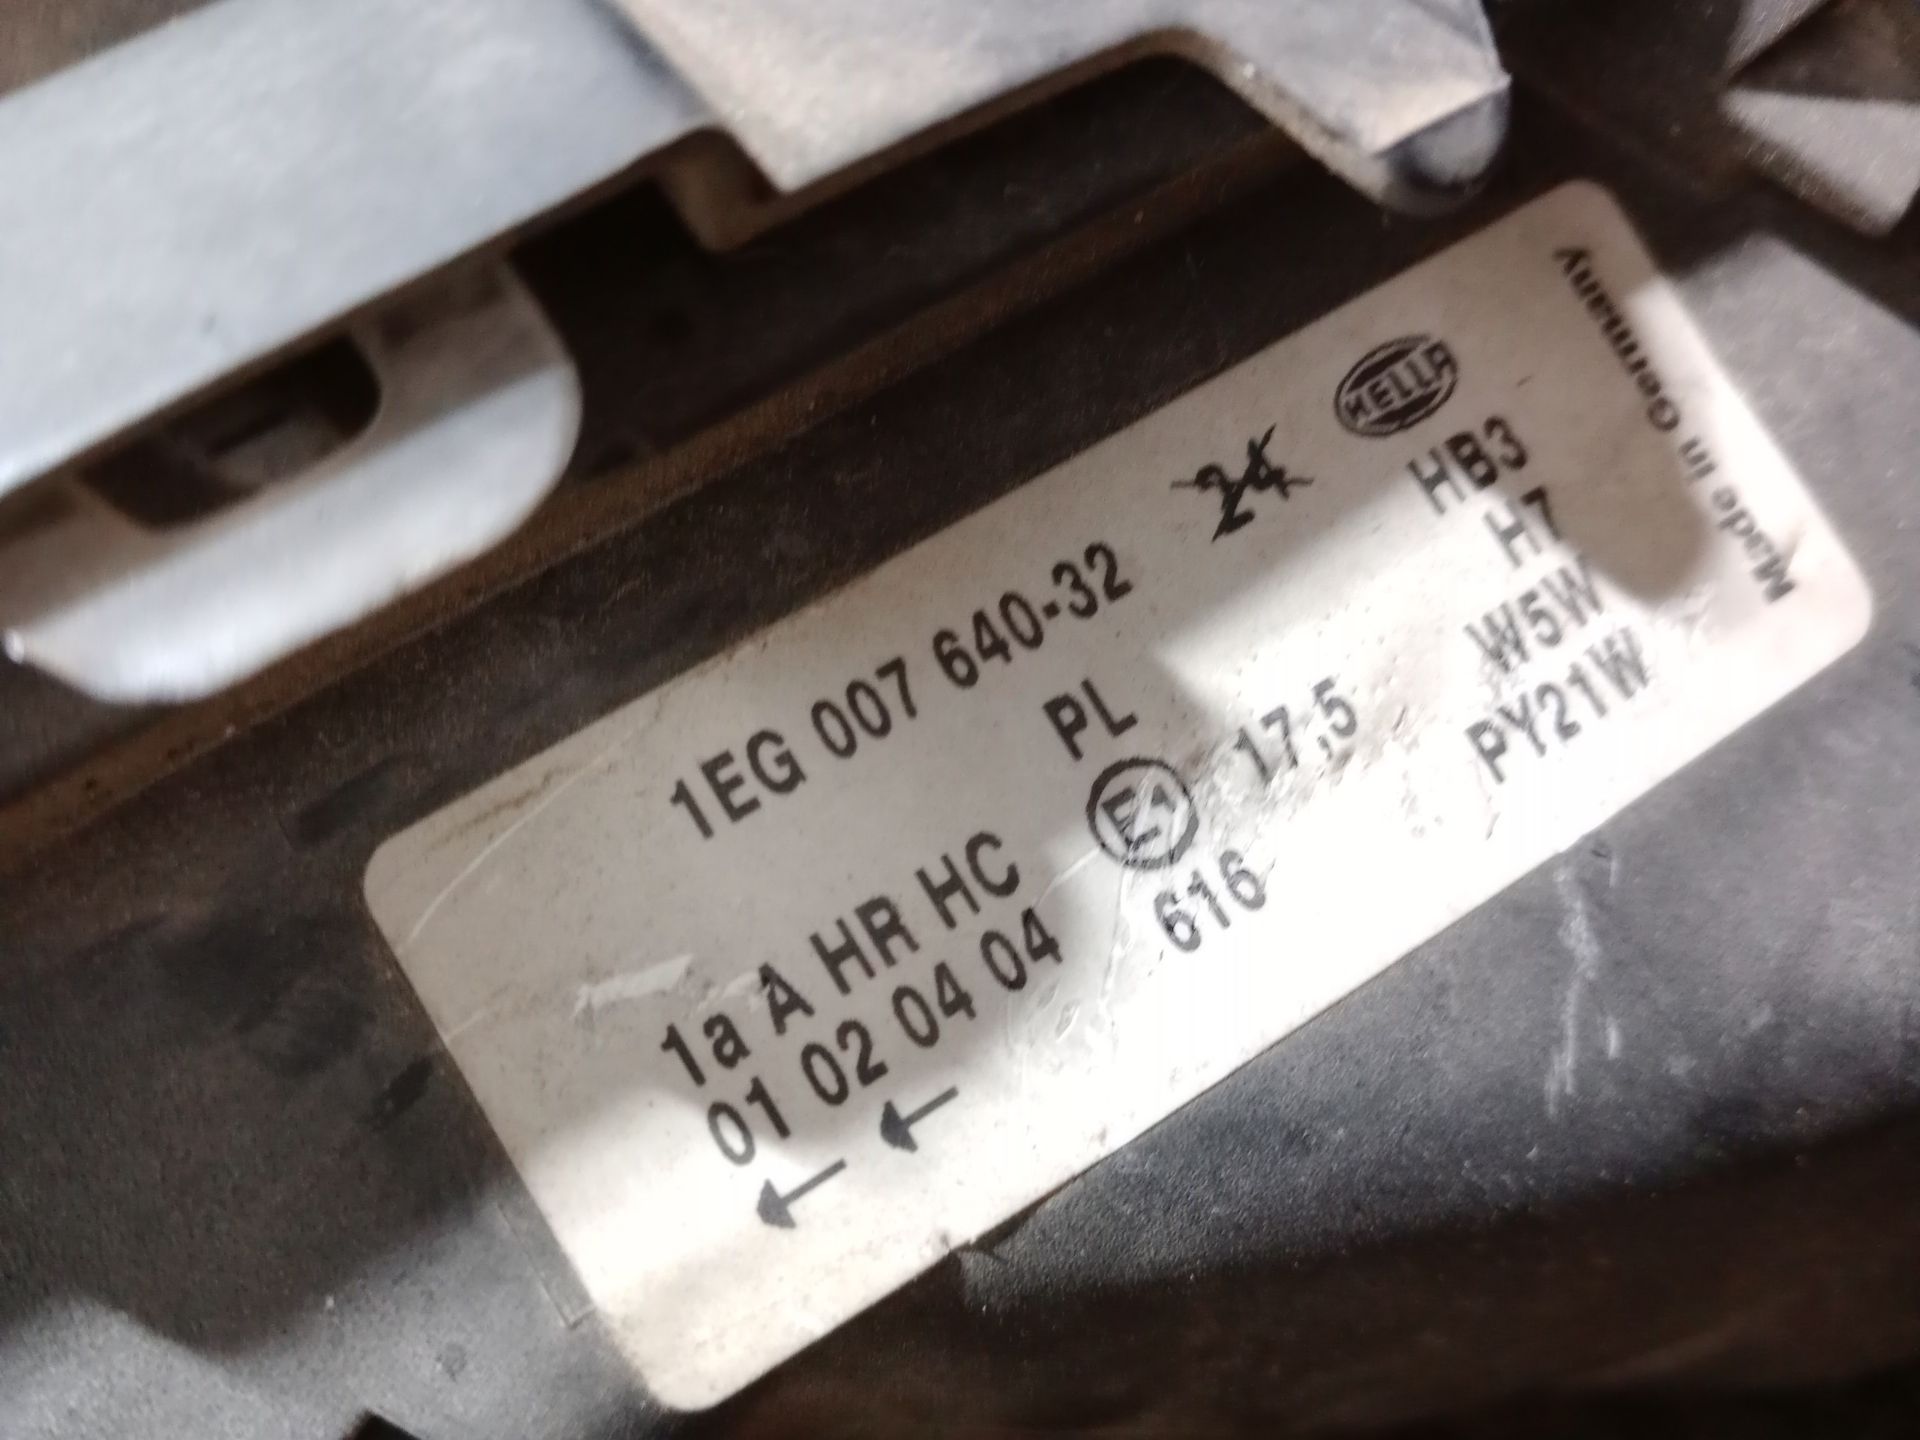 HELLA
24
1EG 007 640-32
HB3
H7
W5W
PY21W
PL
E1
17,5
1a A HR HC
01 02 04 04
616
← ←
Made in Germany